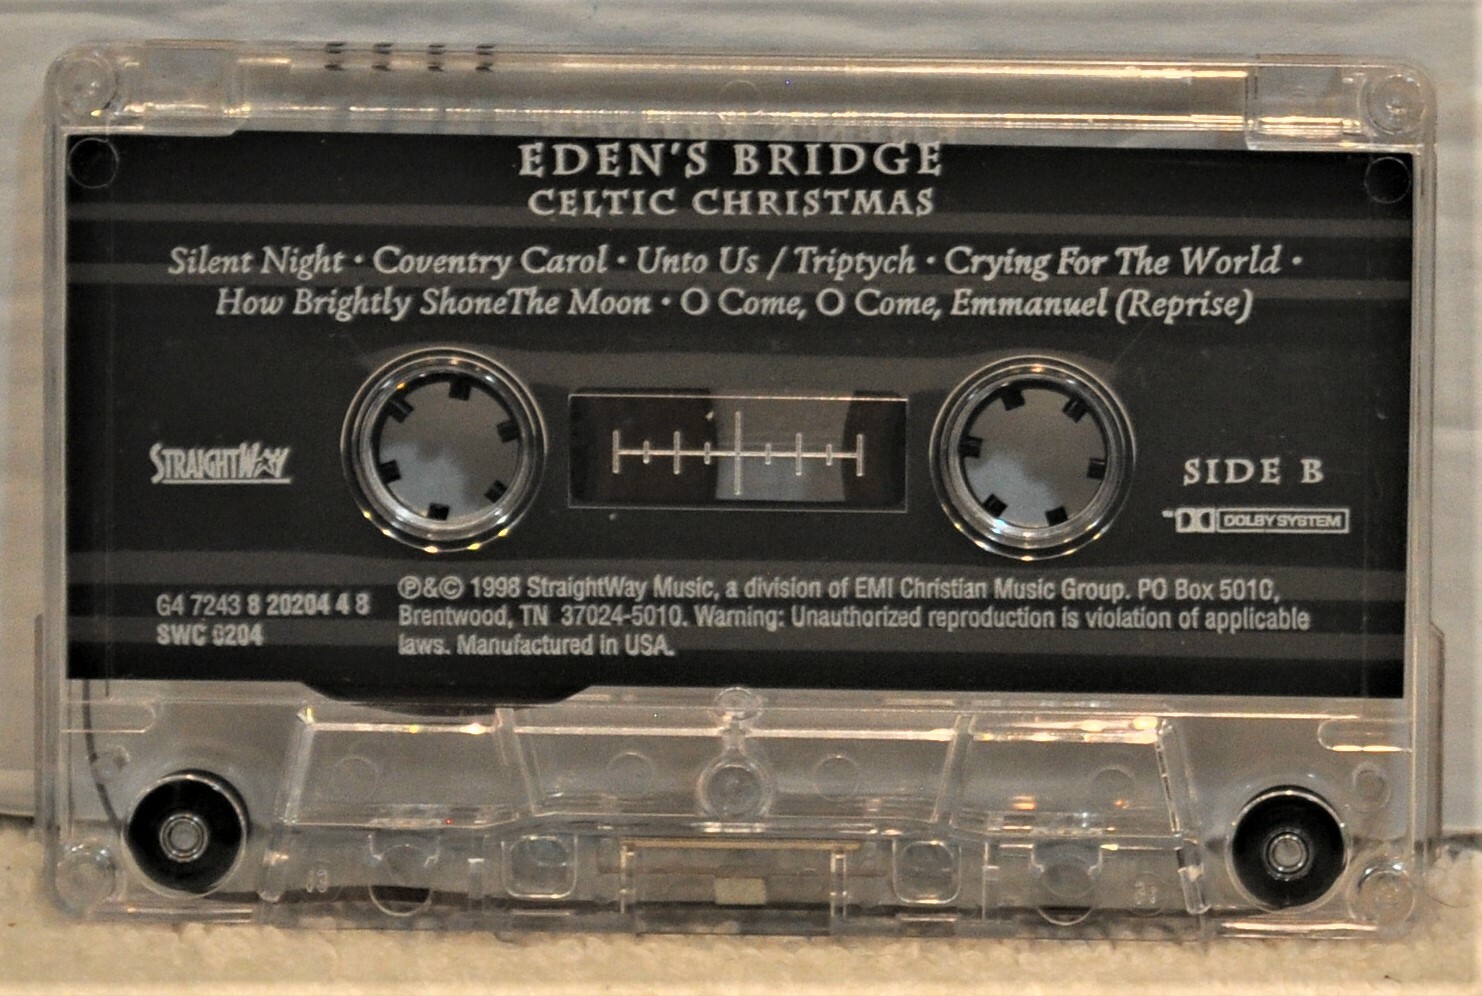 EDEN'S BRIDGE
CELTIC CHRISTMAS
Silent Night • Coventry Carol • Unto Us / Triptych • Crying For The World •
How Brightly ShoneThe Moon • O Come, O Come, Emmanuel (Reprise)
STRAIGHTWAY
SIDE B
DOLBY SYSTEM
G4 7243 8 20204 4 8
SWC 0204
℗&© 1998 StraightWay Music, a division of EMI Christian Music Group. PO Box 5010,
Brentwood, TN 37024-5010. Warning: Unauthorized reproduction is violation of applicable
laws. Manufactured in USA.